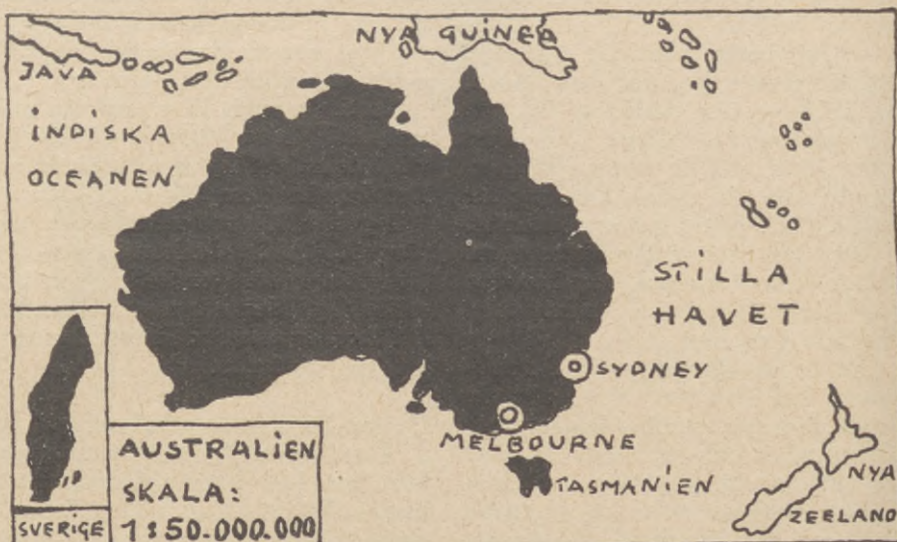 NYA GUINEA
JAVA
INDISKA
OCEANEN
STILLA
HAVET
SYDNEY
MELBOURNE
TASMANIEN
NYA
ZEELAND
AUSTRALIEN
SKALA:
1:50.000.000
SVERIGE